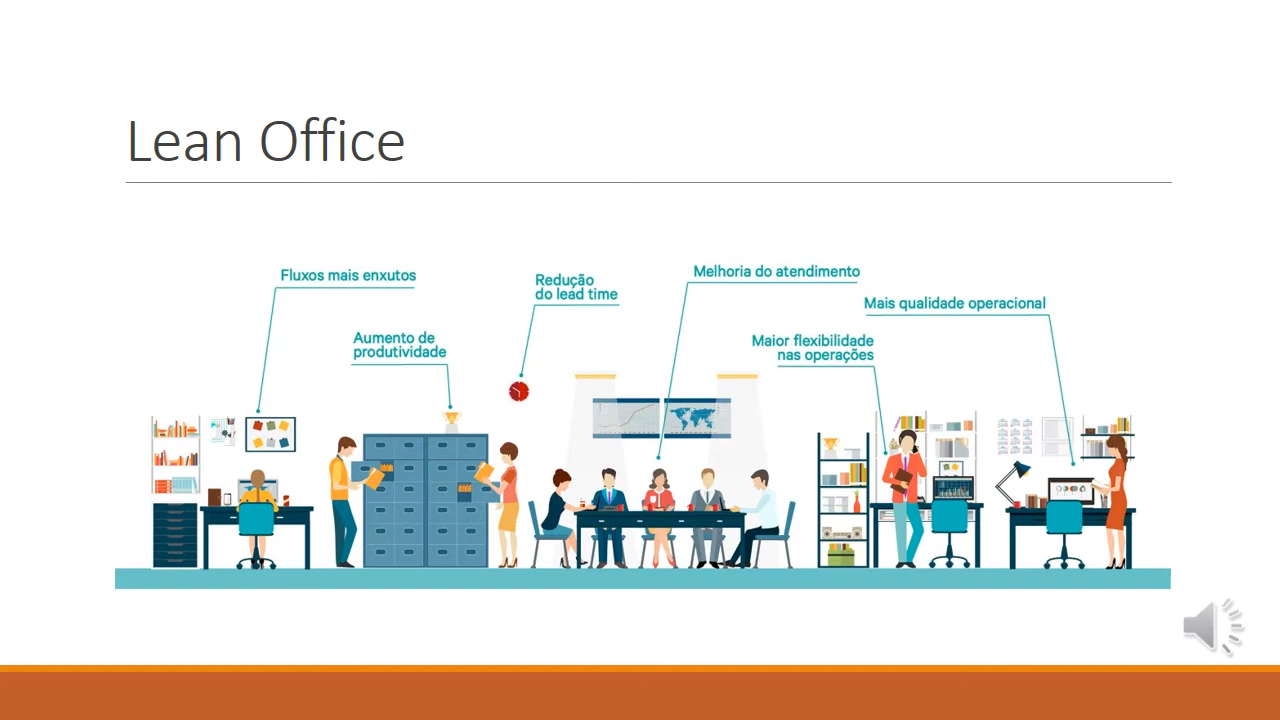 Lean Office
Fluxos mais enxutos
Aumento de
produtividade
Redução
do lead time
Melhoria do atendimento
Maior flexibilidade
nas operações
Mais qualidade operacional